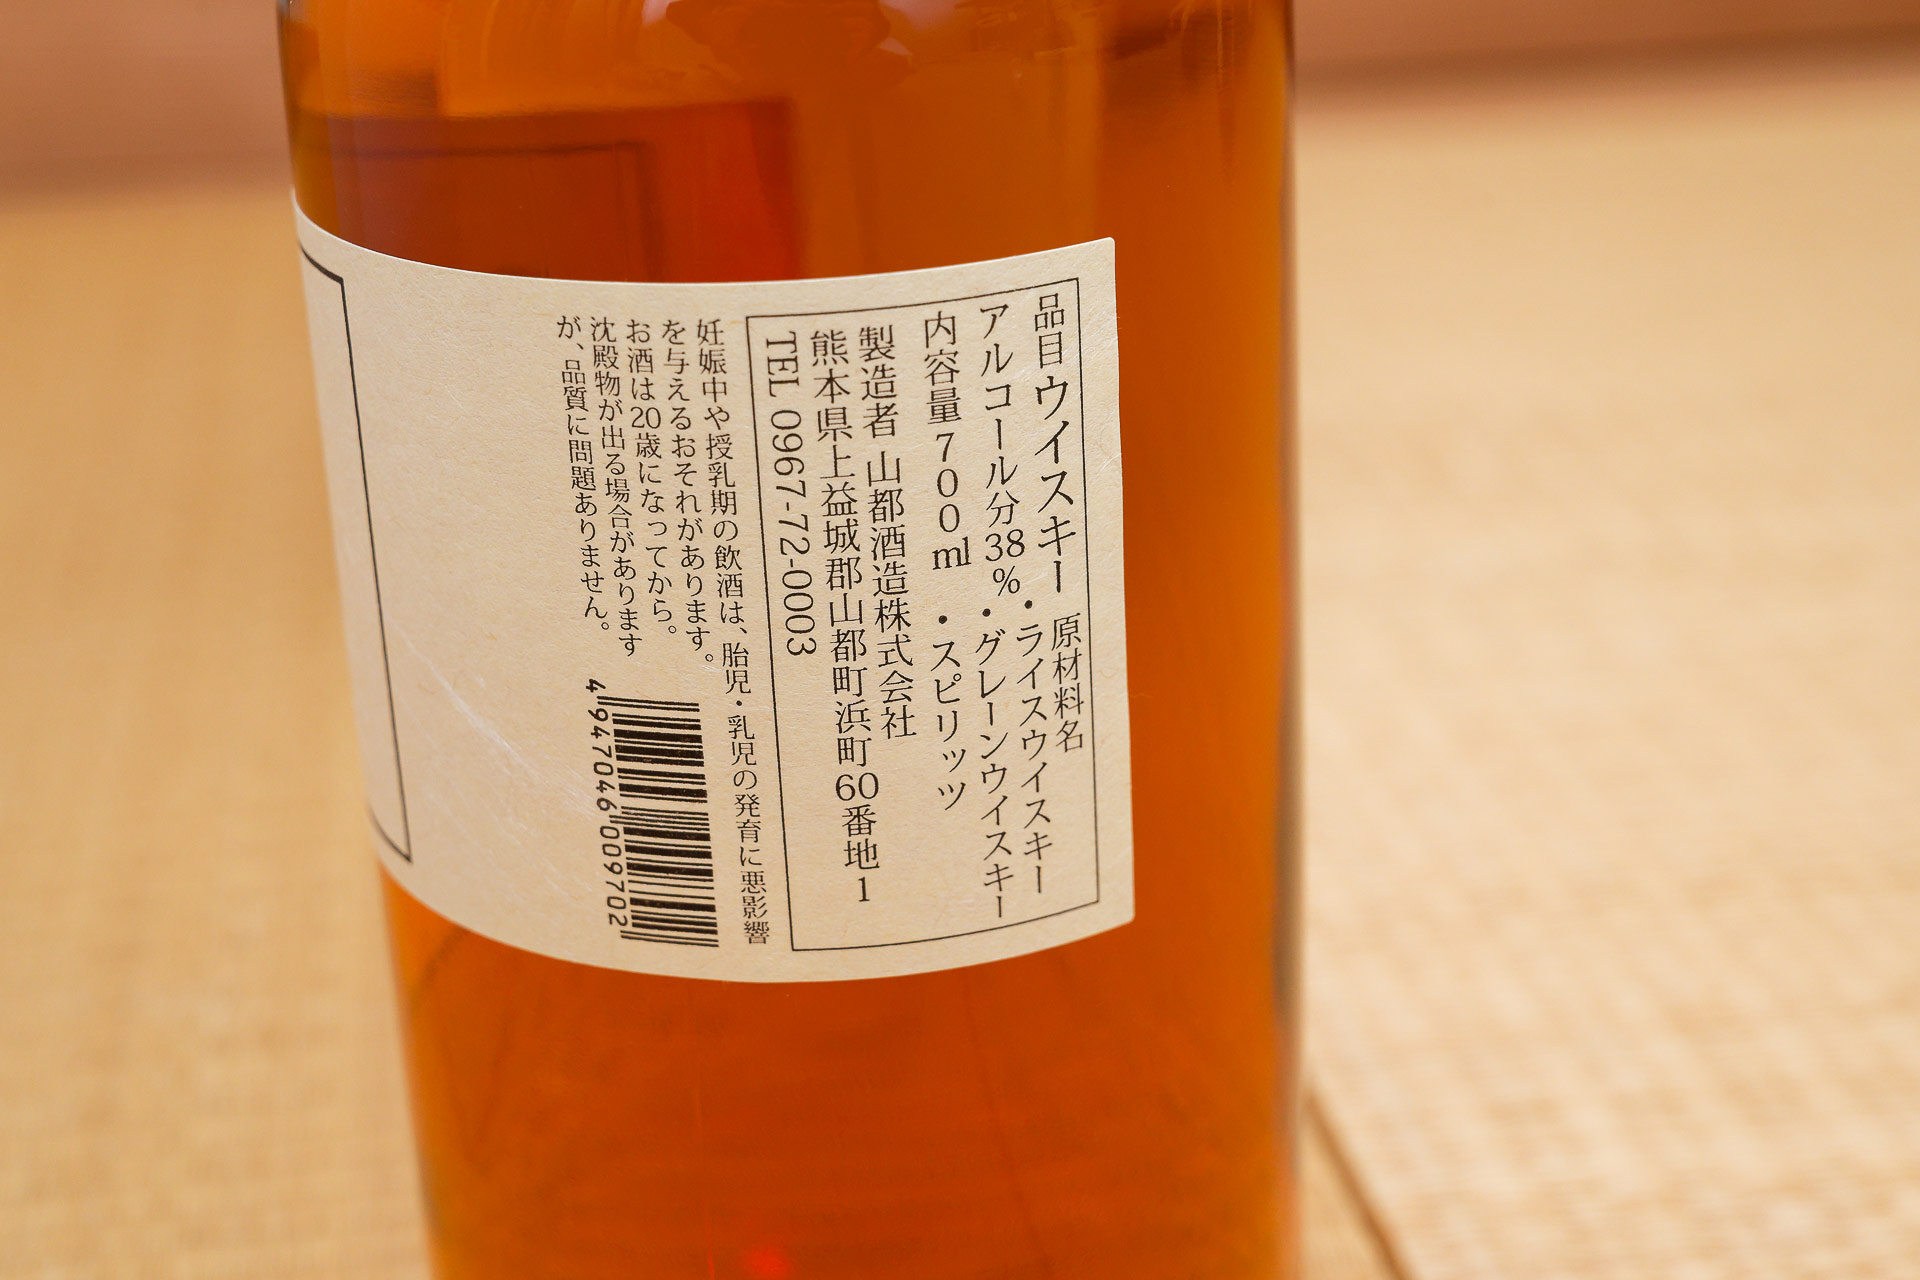 品目ウイスキー 原材料名
アルコール分38% ・ライスウイスキー
・グレーンウイスキー
内容量 700ml ・スピリッツ
製造者 山都酒造株式会社
熊本県上益城郡山都町浜町60番地1
TEL 0967-72-0003
妊娠中や授乳期の飲酒は、胎児・乳児の発育に悪影響
を与えるおそれがあります。
お酒は20歳になってから。
沈殿物が出る場合があります
が、品質に問題ありません。
4947046009702